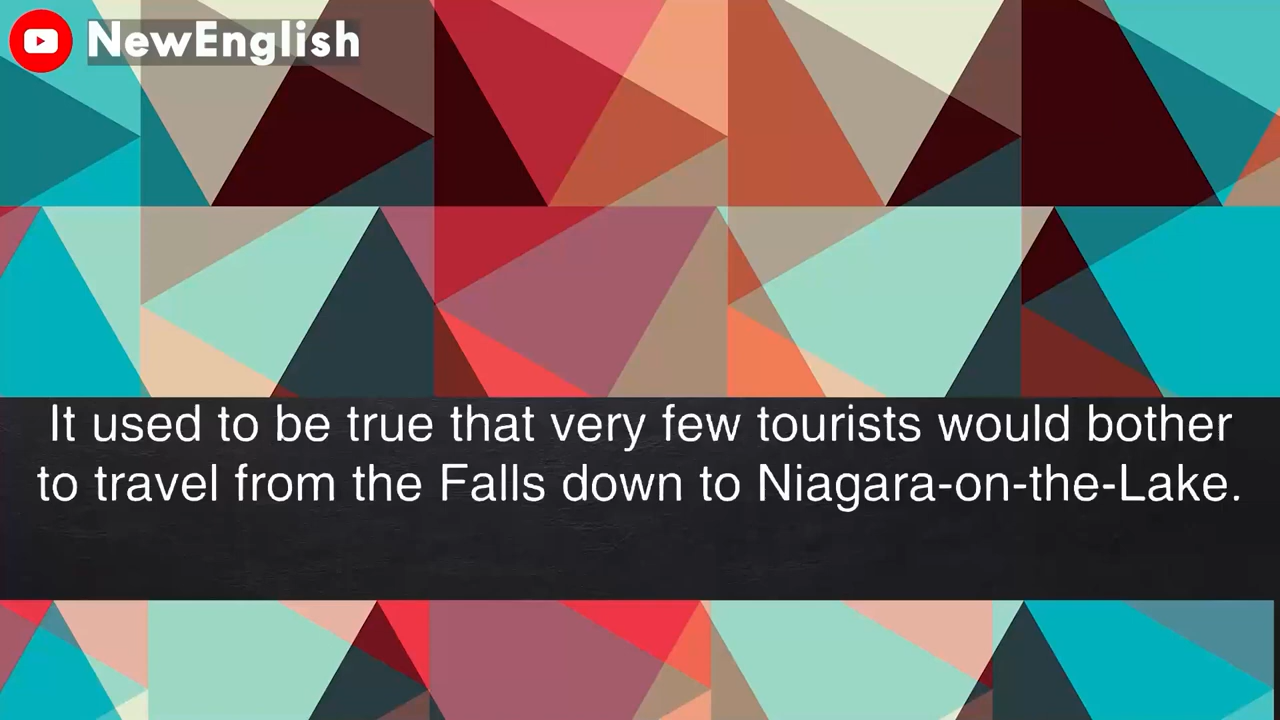 NewEnglish
It used to be true that very few tourists would bother
to travel from the Falls down to Niagara-on-the-Lake.